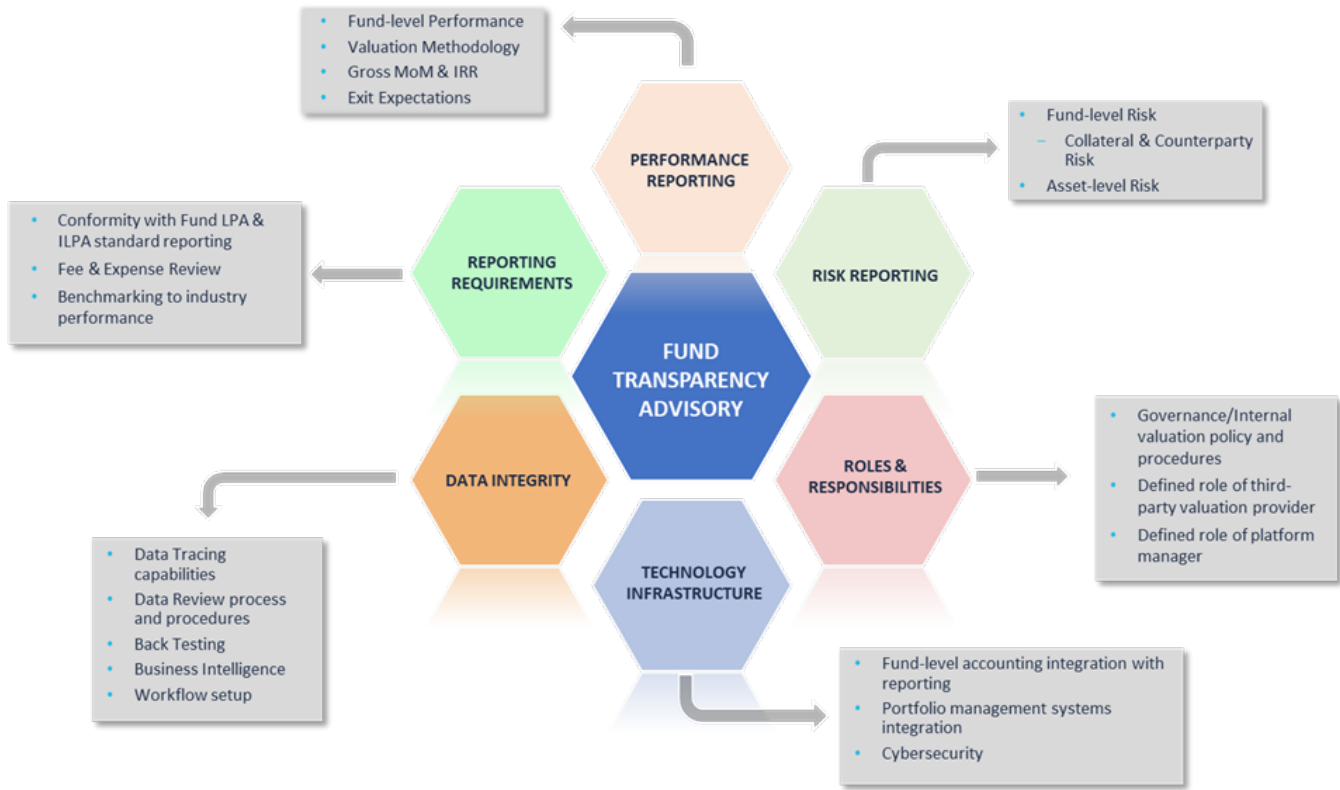 • Fund-level Performance
• Valuation Methodology
• Gross MoM & IRR
• Exit Expectations
PERFORMANCE
REPORTING
• Fund-level Risk
– Collateral & Counterparty
Risk
• Asset-level Risk
RISK REPORTING
• Conformity with Fund LPA &
ILPA standard reporting
• Fee & Expense Review
• Benchmarking to industry
performance
REPORTING
REQUIREMENTS
FUND
TRANSPARENCY
ADVISORY
DATA INTEGRITY
• Data Tracing
capabilities
• Data Review process
and procedures
• Back Testing
• Business Intelligence
• Workflow setup
ROLES &
RESPONSIBILITIES
• Governance/Internal
valuation policy and
procedures
• Defined role of third-
party valuation provider
• Defined role of platform
manager
TECHNOLOGY
INFRASTRUCTURE
• Fund-level accounting integration with
reporting
• Portfolio management systems
integration
• Cybersecurity